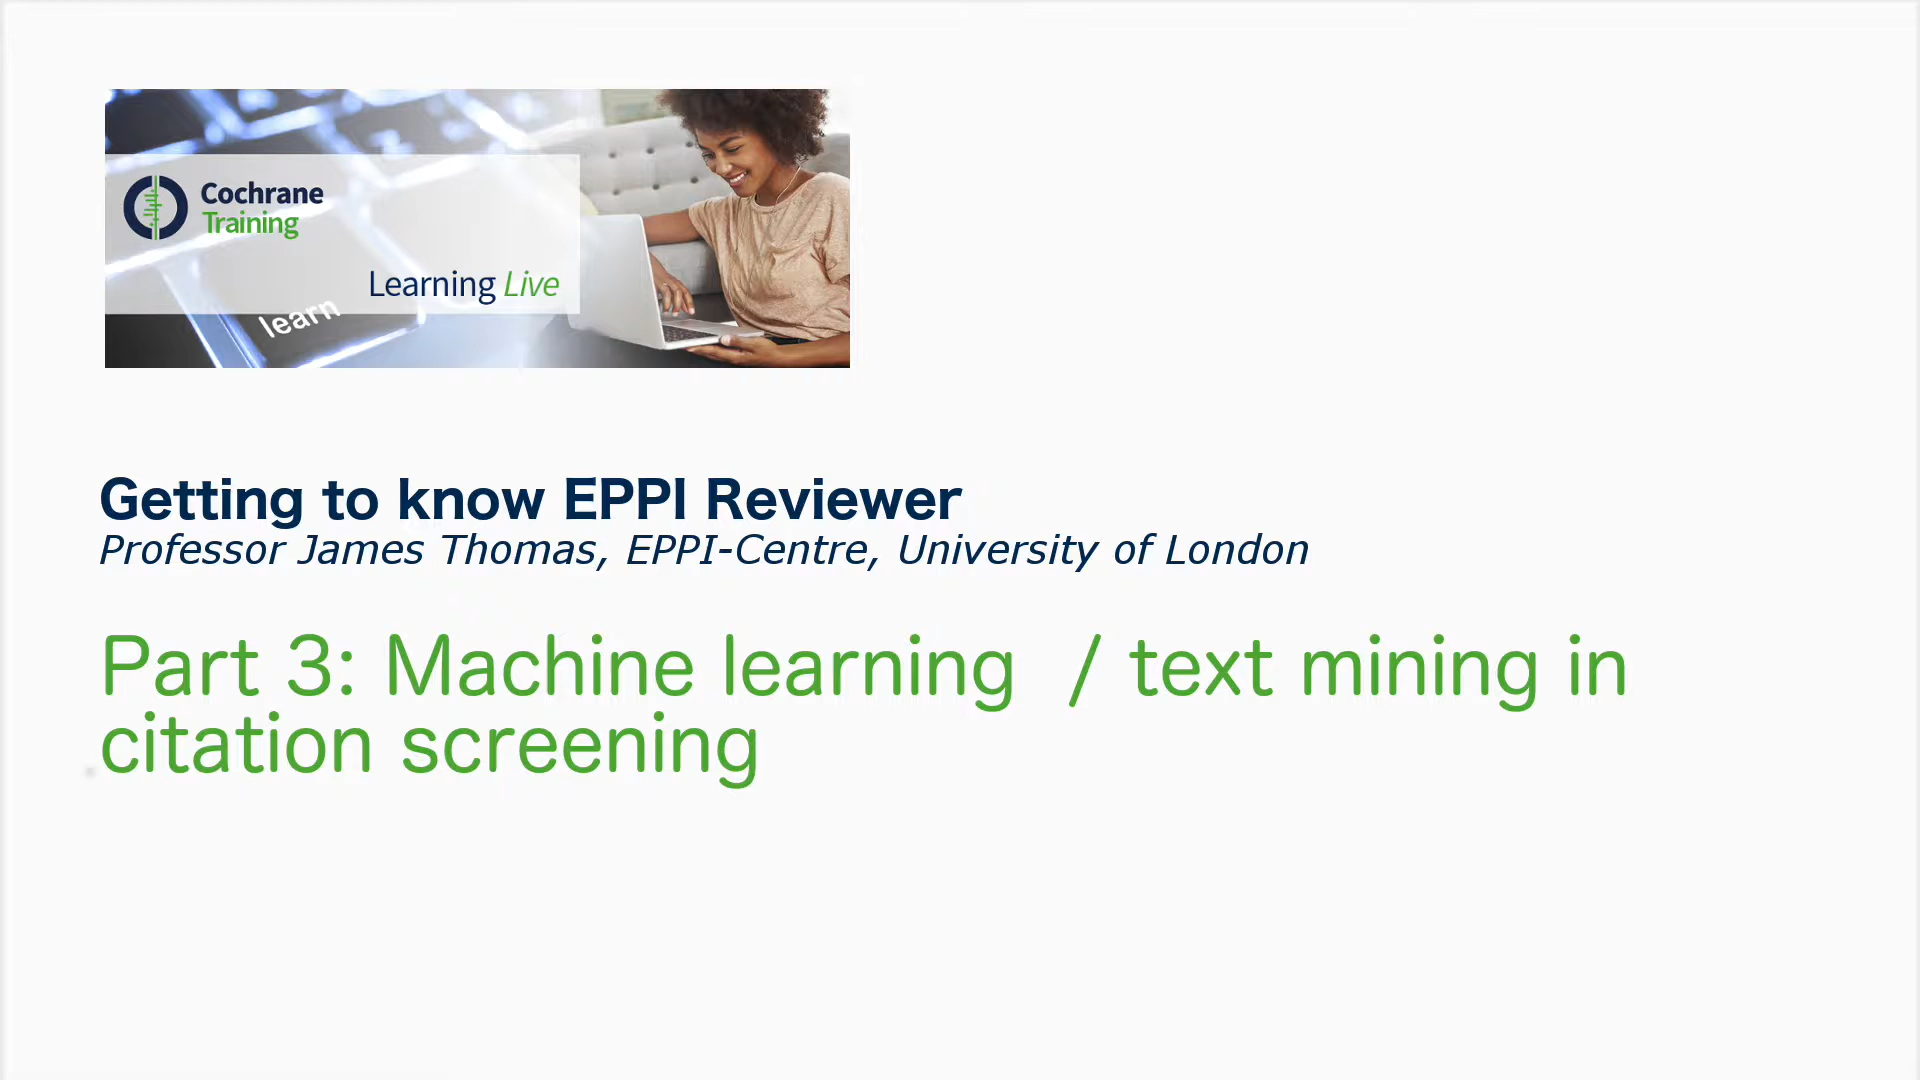 Cochrane
Training
Learning Live
learn
Getting to know EPPI Reviewer
Professor James Thomas, EPPI-Centre, University of London
Part 3: Machine learning / text mining in
citation screening